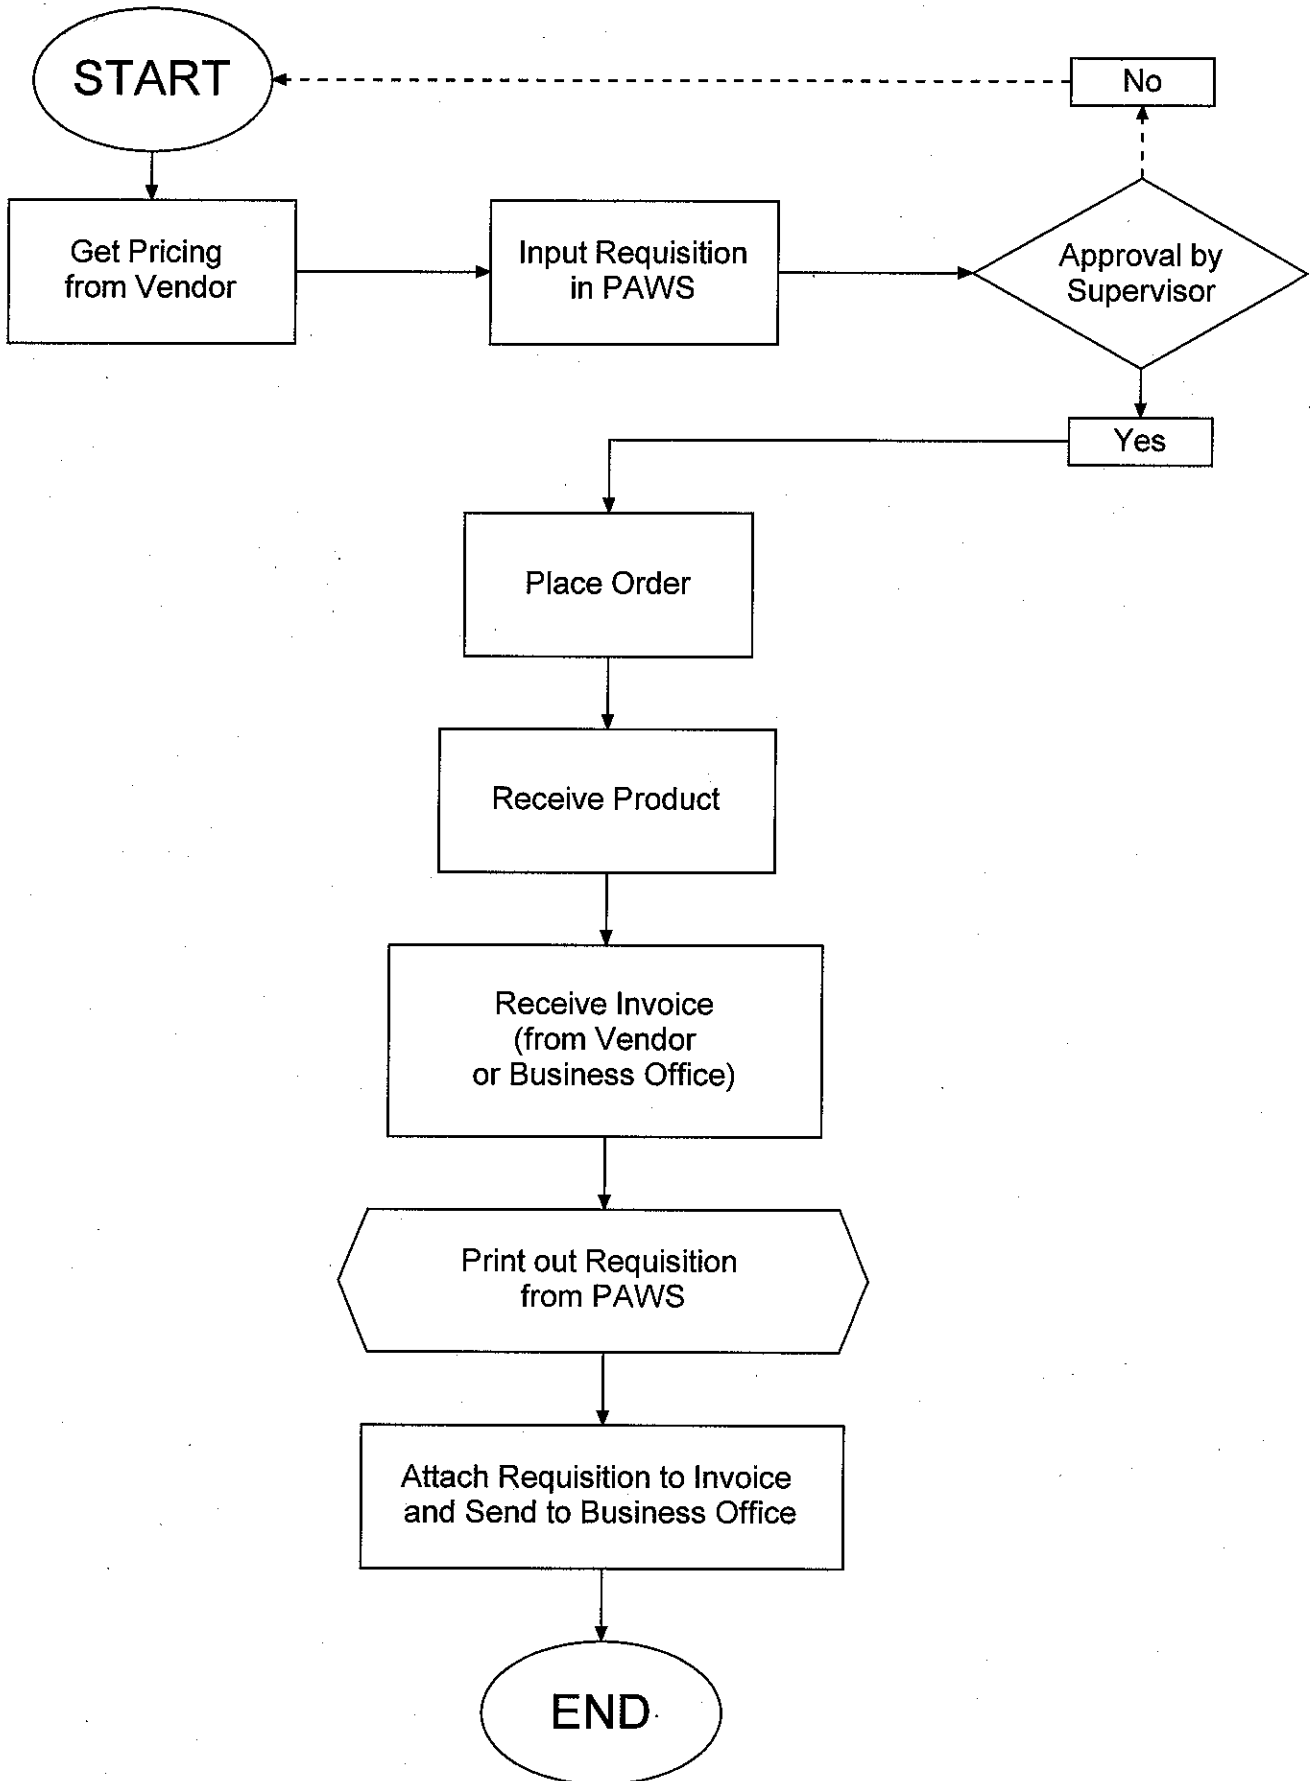 START
No
Get Pricing
from Vendor
Input Requisition
in PAWS
Approval by
Supervisor
Yes
Place Order
Receive Product
Receive Invoice
(from Vendor
or Business Office)
Print out Requisition
from PAWS
Attach Requisition to Invoice
and Send to Business Office
END